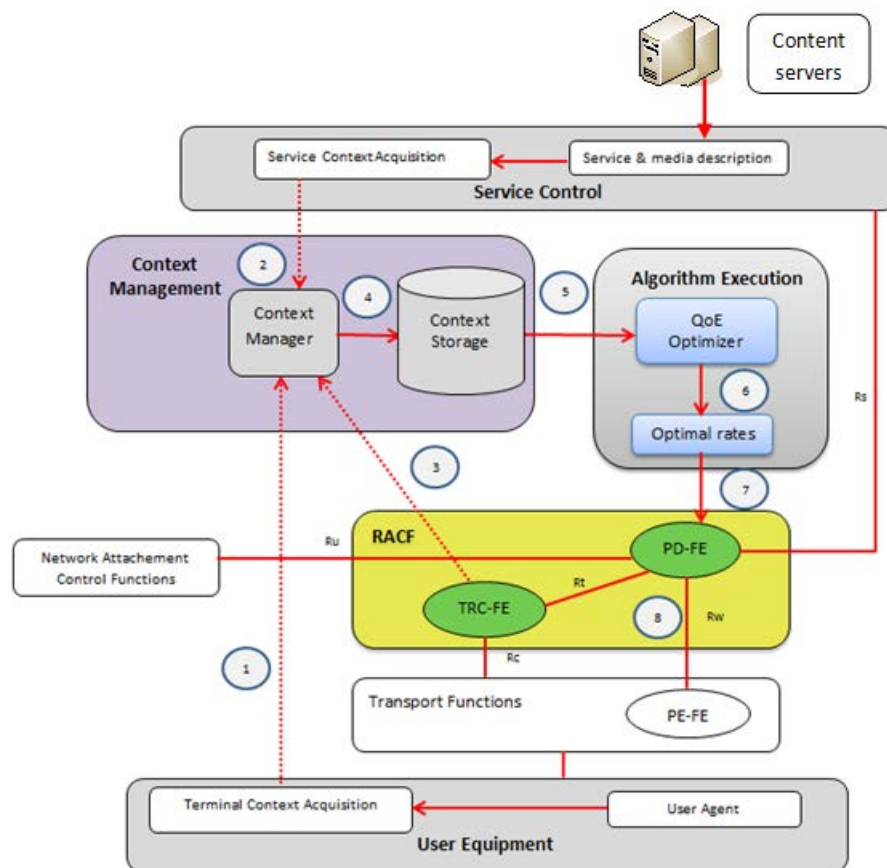 Content
servers
Service ContextAcquisition
Service & media description
Service Control
Context
Management
2
Context
Manager
4
Context
Storage
5
Algorithm Execution
QoE
Optimizer
6
Optimal rates
Rs
3
7
RACF
Ru
PD-FE
Network Attachement
Control Functions
Rt
TRC-FE
8
Rw
1
Rc
Transport Functions
PE-FE
Terminal Context Acquisition
User Agent
User Equipment